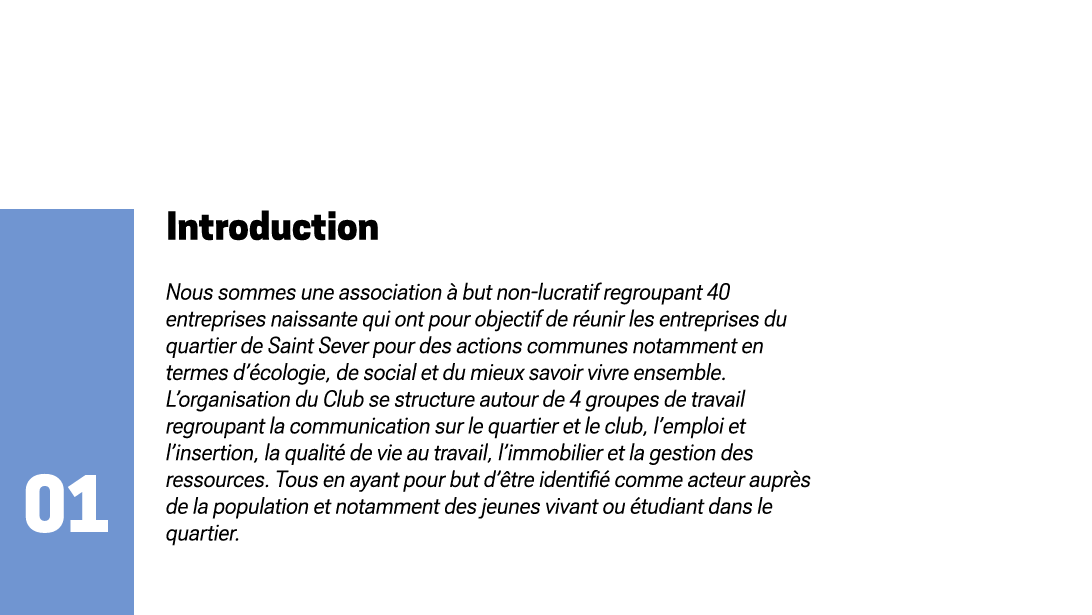 Introduction
Nous sommes une association à but non-lucratif regroupant 40
entreprises naissante qui ont pour objectif de réunir les entreprises du
quartier de Saint Sever pour des actions communes notamment en
termes d’écologie, de social et du mieux savoir vivre ensemble.
L’organisation du Club se structure autour de 4 groupes de travail
regroupant la communication sur le quartier et le club, l’emploi et
l’insertion, la qualité de vie au travail, l’immobilier et la gestion des
ressources. Tous en ayant pour but d’être identifié comme acteur auprès
de la population et notamment des jeunes vivant ou étudiant dans le
quartier.
01